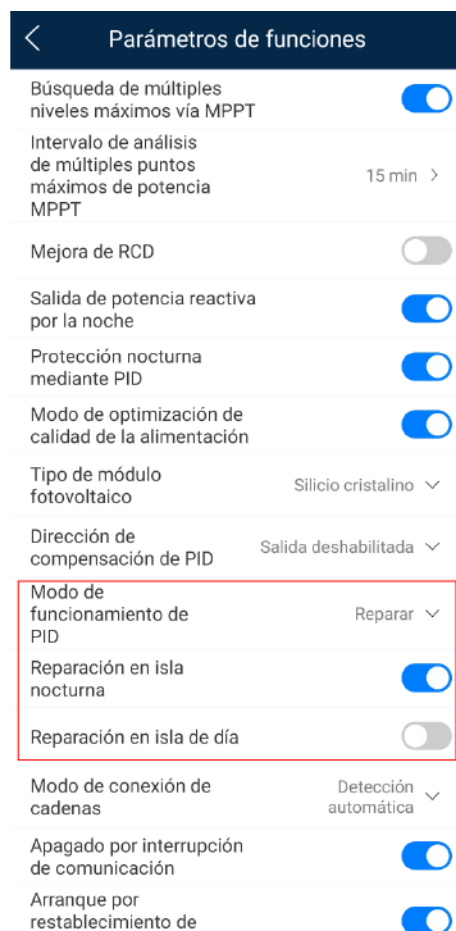 Parámetros de funciones
Búsqueda de múltiples
niveles máximos vía MPPT
Intervalo de análisis
de múltiples puntos
máximos de potencia
MPPT
15 min
Mejora de RCD
Salida de potencia reactiva
por la noche
Protección nocturna
mediante PID
Modo de optimización de
calidad de la alimentación
Tipo de módulo
fotovoltaico
Silicio cristalino
Dirección de
compensación de PID
Salida deshabilitada
Modo de
funcionamiento de
PID
Reparar
Reparación en isla
nocturna
Reparación en isla de día
Modo de conexión de
cadenas
Detección
automática
Apagado por interrupción
de comunicación
Arranque por
restablecimiento de